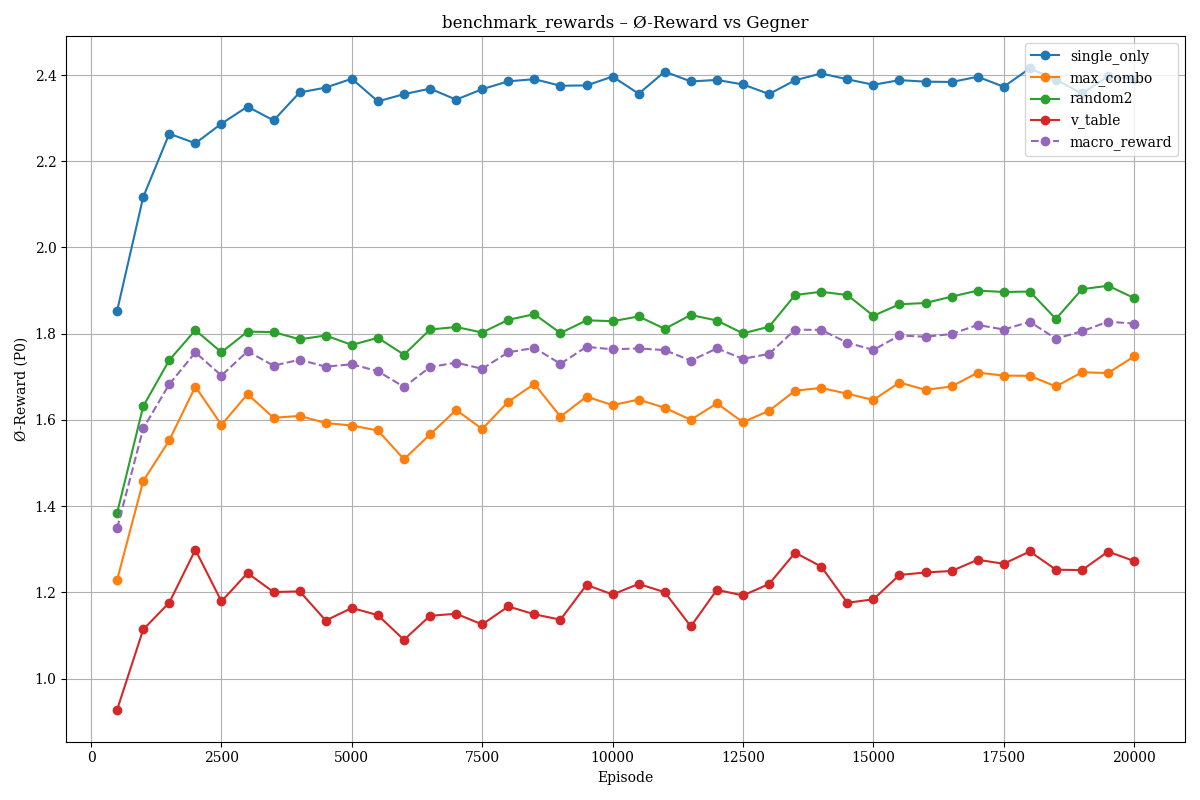 benchmark_rewards – Ø-Reward vs Gegner
single_only
max_combo
random2
v_table
macro_reward
Ø-Reward (P0)
2.4
2.2
2.0
1.8
1.6
1.4
1.2
1.0
0
2500
5000
7500
10000
12500
15000
17500
20000
Episode